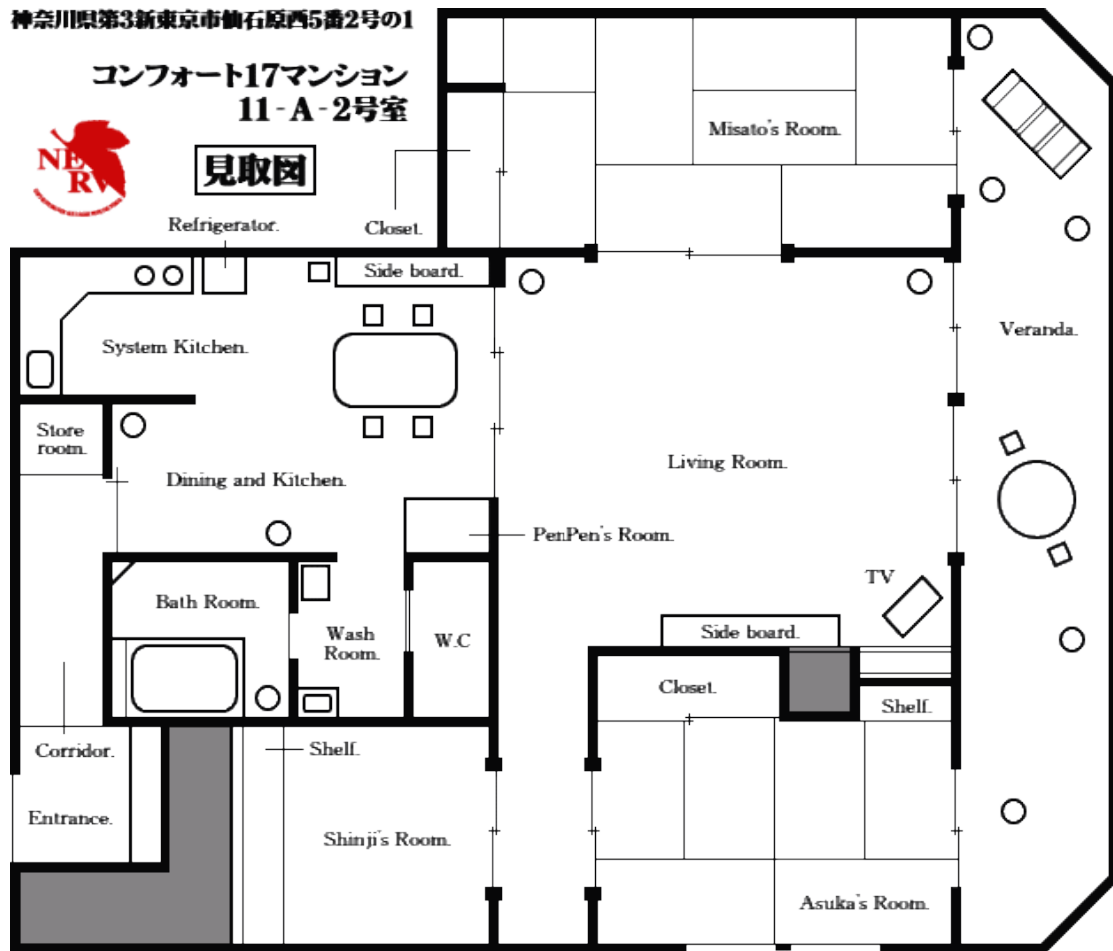 神奈川県第3新東京市仙石原西5番2号の1
コンフォート17マンション
11-A-2号室
NERV
見取図
Misato's Room.
Refrigerator.
Closet.
Side board.
System Kitchen.
Veranda.
Store
room.
Dining and Kitchen.
Living Room.
PenPen's Room.
TV
Bath Room.
Wash
Room.
W.C
Side board.
Closet.
Shelf.
Corridor.
Shelf.
Entrance.
Shinji's Room.
Asuka's Room.